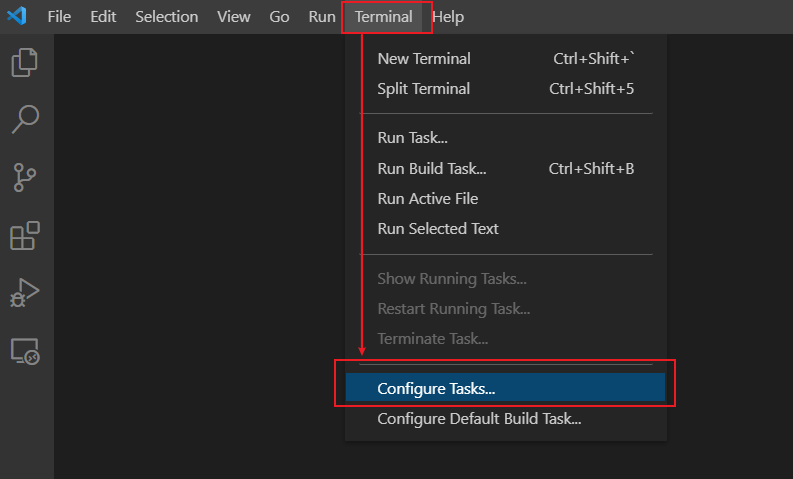 File Edit Selection View Go Run Terminal Help
New Terminal Ctrl+Shift+`
Split Terminal Ctrl+Shift+5
Run Task...
Run Build Task... Ctrl+Shift+B
Run Active File
Run Selected Text
Show Running Tasks...
Restart Running Task...
Terminate Task...
Configure Tasks...
Configure Default Build Task...